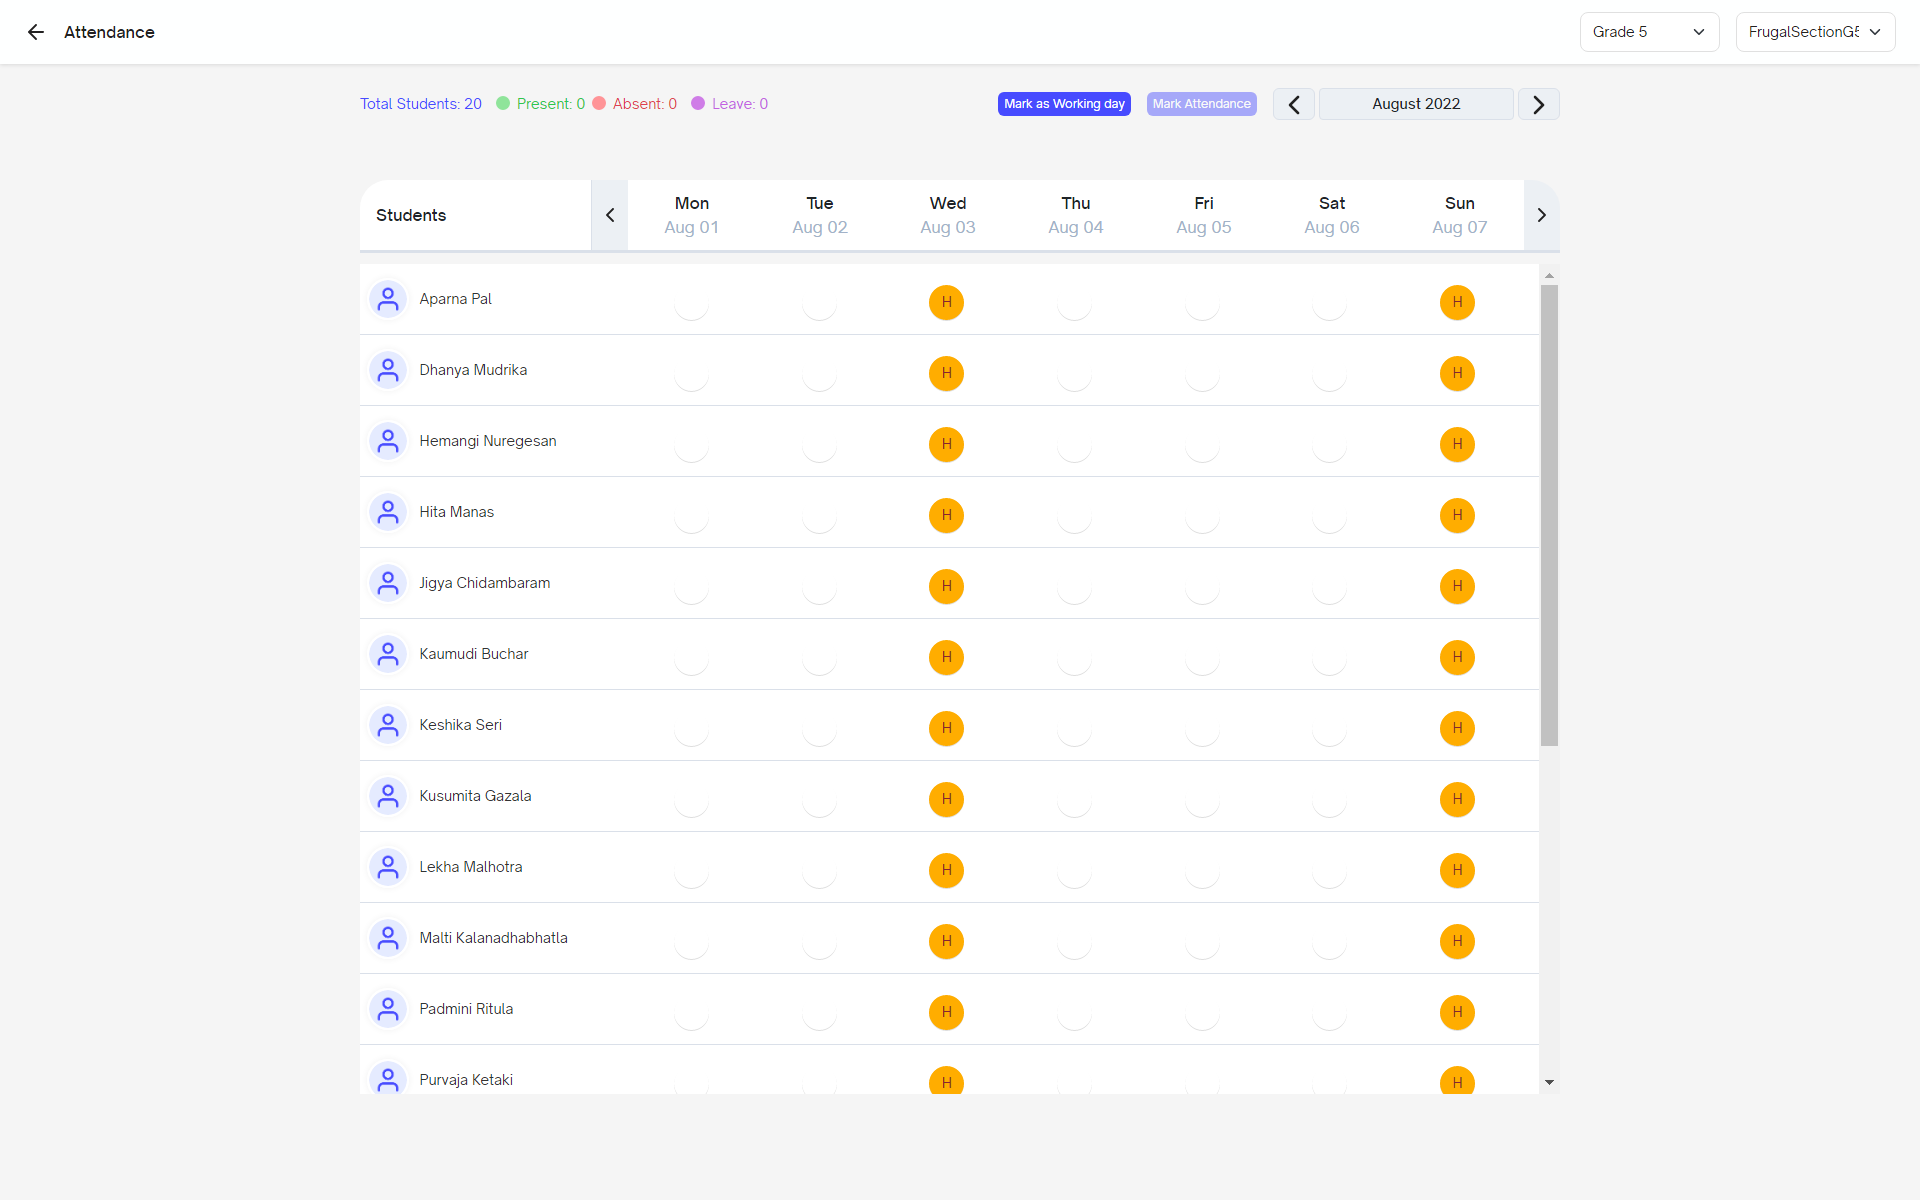 Attendance
Grade 5
FrugalSectionG5
Total Students: 20 Present: 0 Absent: 0 Leave: 0
Mark as Working day
Mark Attendance
August 2022
Students
Mon Tue Wed Thu Fri Sat Sun
Aug 01 Aug 02 Aug 03 Aug 04 Aug 05 Aug 06 Aug 07
Aparna Pal H H
Dhanya Mudrika H H
Hemangi Nuregesan H H
Hita Manas H H
Jigya Chidambaram H H
Kaumudi Buchar H H
Keshika Seri H H
Kusumita Gazala H H
Lekha Malhotra H H
Malti Kalanadhabhatla H H
Padmini Ritula H H
Purvaja Ketaki H H